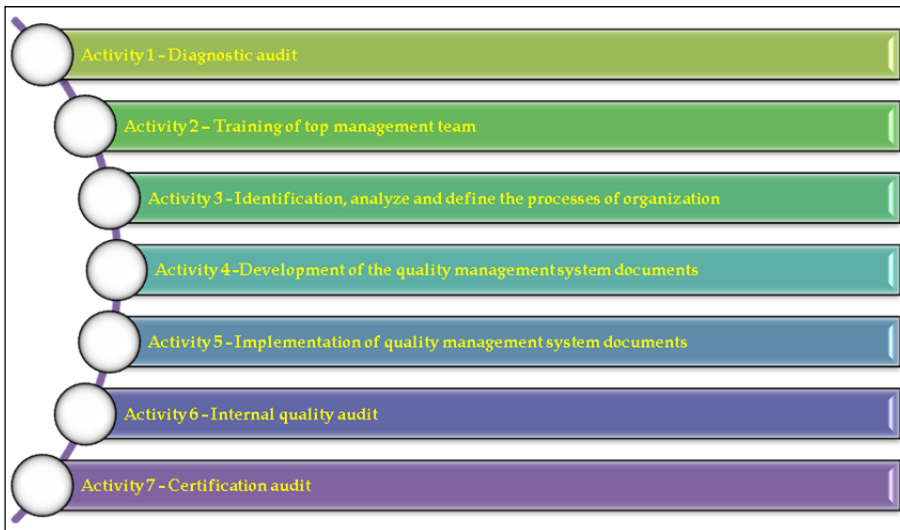 Activity 1 - Diagnostic audit
Activity 2 – Training of top management team
Activity 3 - Identification, analyze and define the processes of organization
Activity 4 -Development of the quality management system documents
Activity 5 - Implementation of quality management system documents
Activity 6 - Internal quality audit
Activity 7 - Certification audit